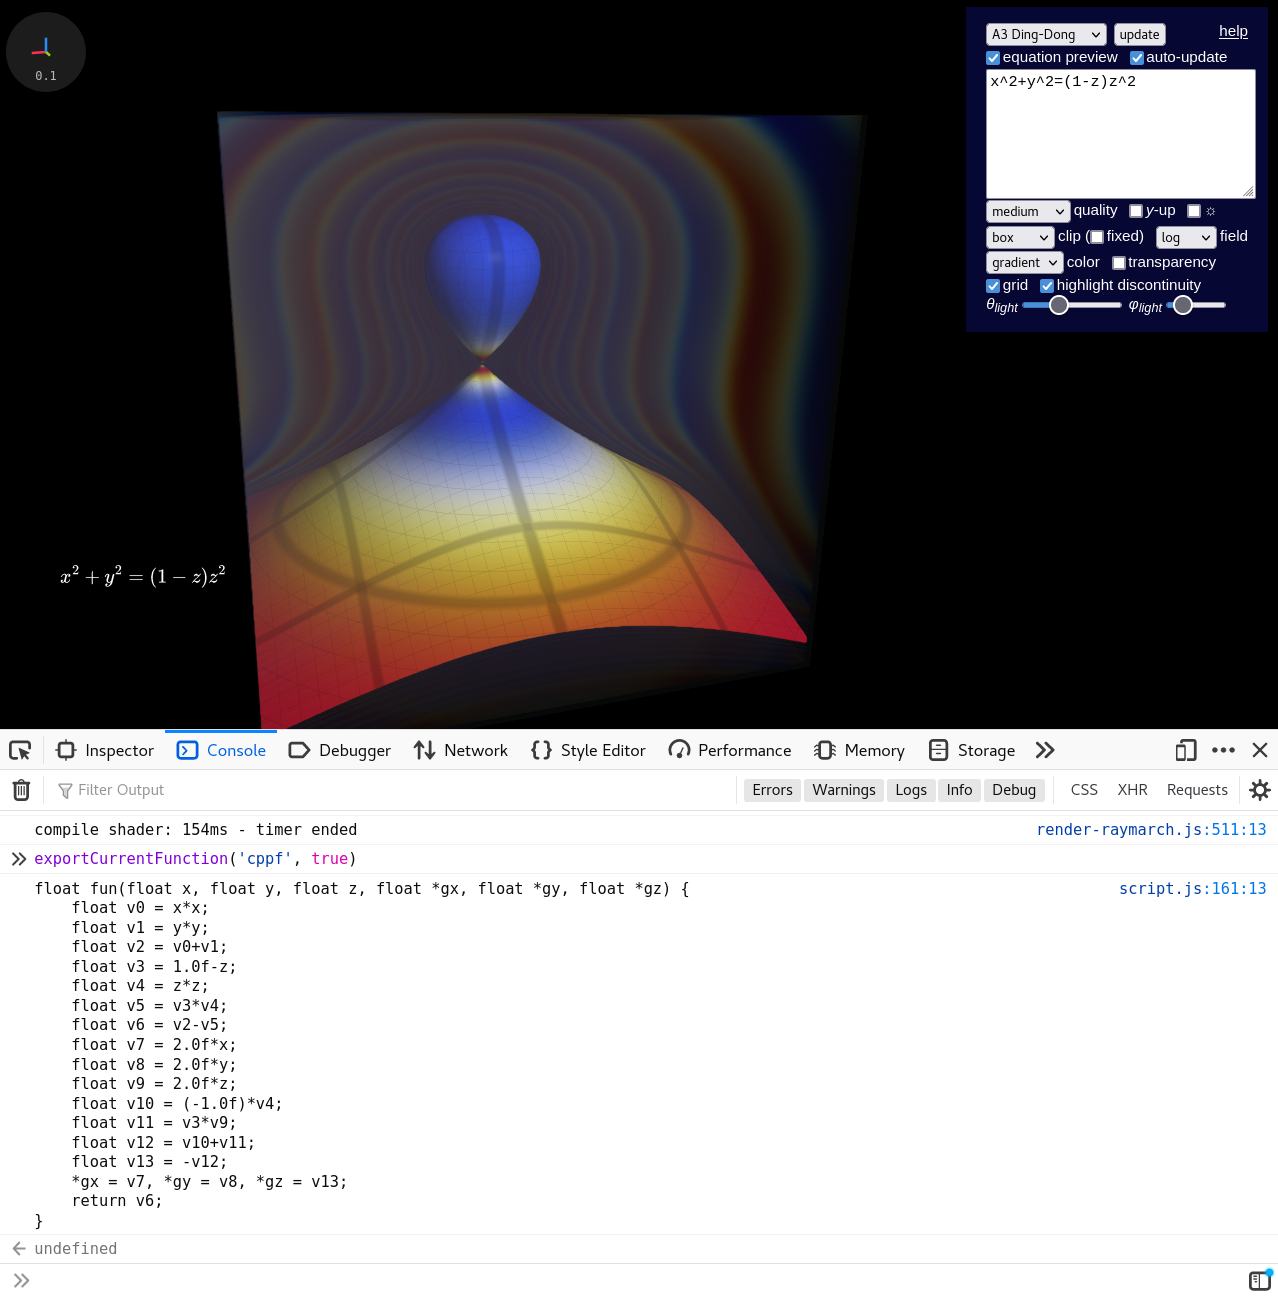 0.1
A3 Ding-Dong update help
equation preview auto-update
x^2+y^2=(1-z)z^2
medium quality y-up ☼
box clip (fixed) log field
gradient color transparency
grid highlight discontinuity
θlight φlight
x² + y² = (1 − z)z²
Inspector Console Debugger Network Style Editor Performance Memory Storage
Filter Output Errors Warnings Logs Info Debug CSS XHR Requests
compile shader: 154ms - timer ended render-raymarch.js:511:13
exportCurrentFunction('cppf', true)
float fun(float x, float y, float z, float *gx, float *gy, float *gz) { script.js:161:13
    float v0 = x*x;
    float v1 = y*y;
    float v2 = v0+v1;
    float v3 = 1.0f-z;
    float v4 = z*z;
    float v5 = v3*v4;
    float v6 = v2-v5;
    float v7 = 2.0f*x;
    float v8 = 2.0f*y;
    float v9 = 2.0f*z;
    float v10 = (-1.0f)*v4;
    float v11 = v3*v9;
    float v12 = v10+v11;
    float v13 = -v12;
    *gx = v7, *gy = v8, *gz = v13;
    return v6;
}
undefined